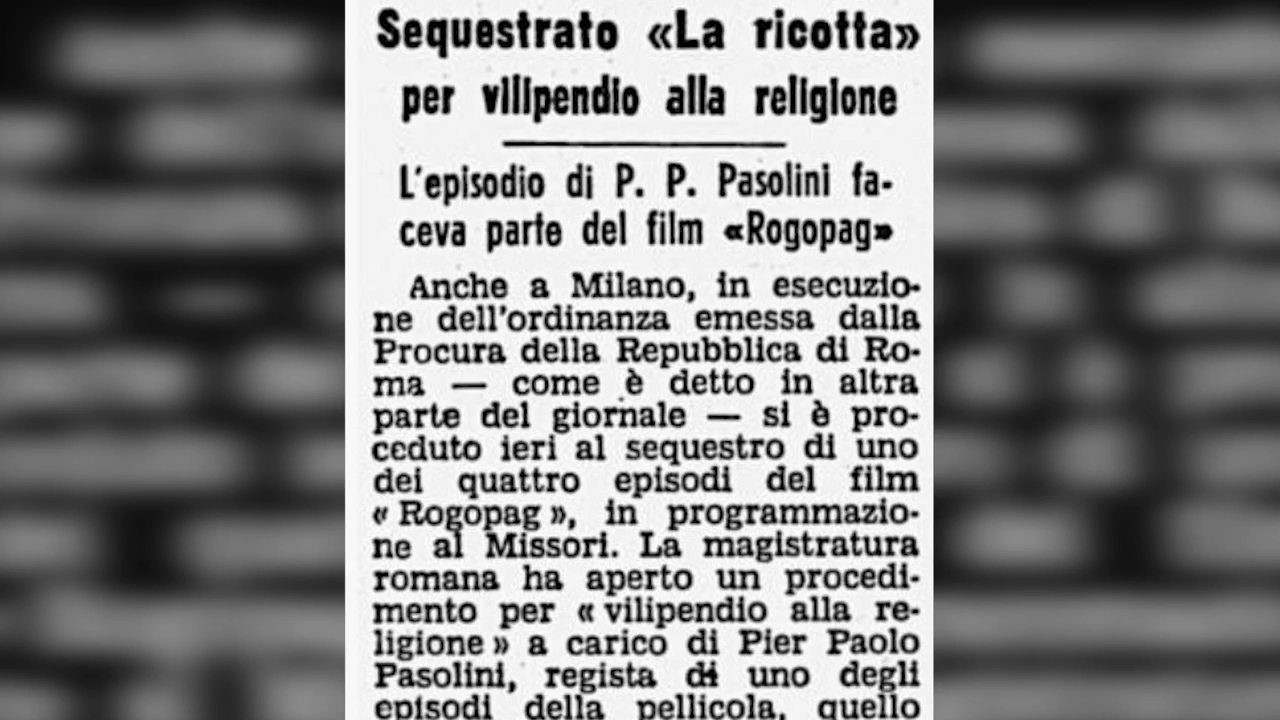 Sequestrato «La ricotta»
per vilipendio alla religione
L'episodio di P. P. Pasolini fa-
ceva parte del film «Rogopag»
Anche a Milano, in esecuzio-
ne dell'ordinanza emessa dalla
Procura della Repubblica di Ro-
ma — come è detto in altra
parte del giornale — si è pro-
ceduto ieri al sequestro di uno
dei quattro episodi del film
« Rogopag », in programmazio-
ne al Missori. La magistratura
romana ha aperto un procedi-
mento per « vilipendio alla re-
ligione » a carico di Pier Paolo
Pasolini, regista di uno degli
episodi della pellicola, quello